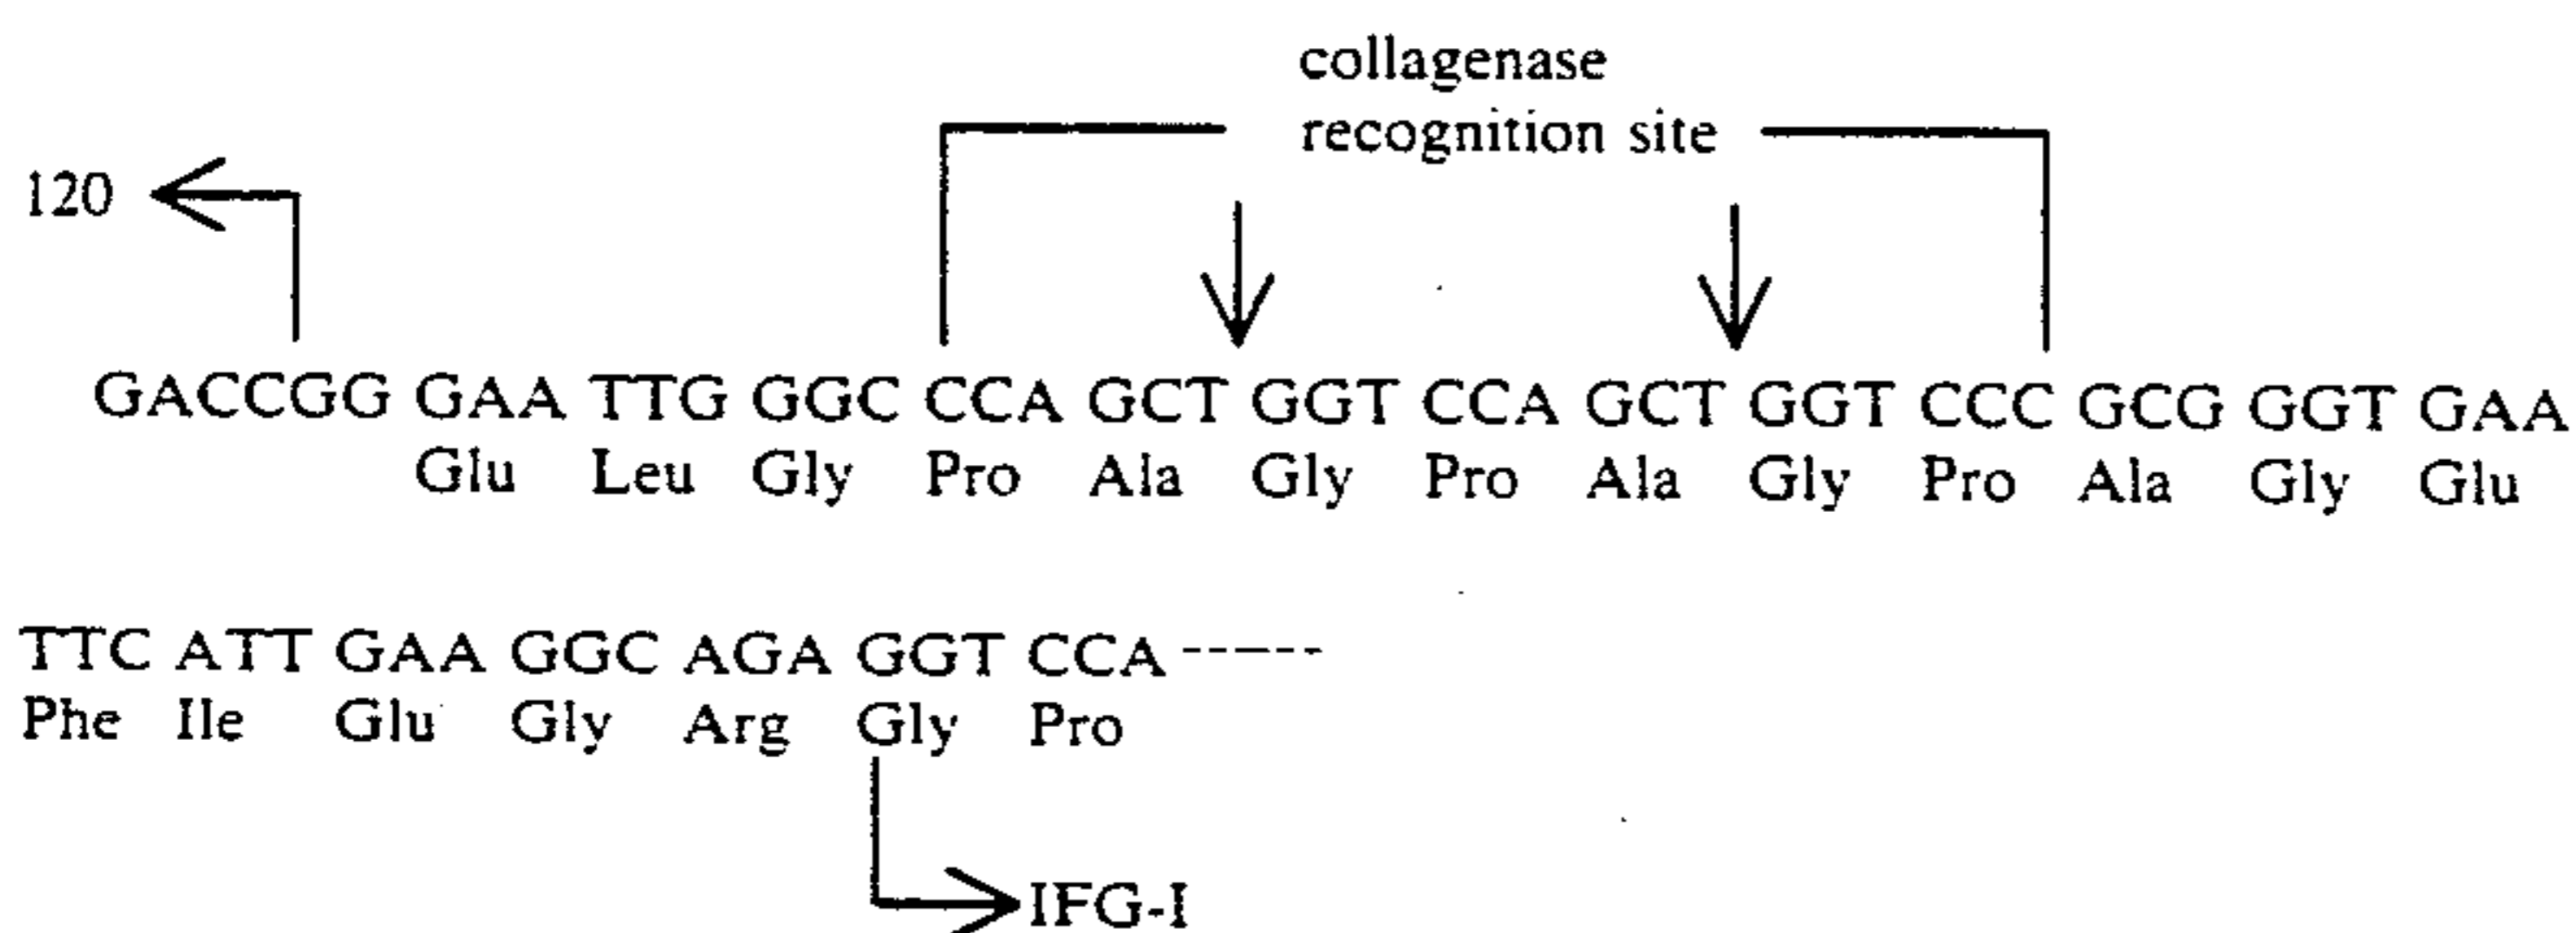 collagenase
recognition site
120
GACCGG GAA TTG GGC CCA GCT GGT CCA GCT GGT CCC GCG GGT GAA
Glu Leu Gly Pro Ala Gly Pro Ala Gly Pro Ala Gly Glu
TTC ATT GAA GGC AGA GGT CCA ------
Phe Ile Glu Gly Arg Gly Pro
IFG-I